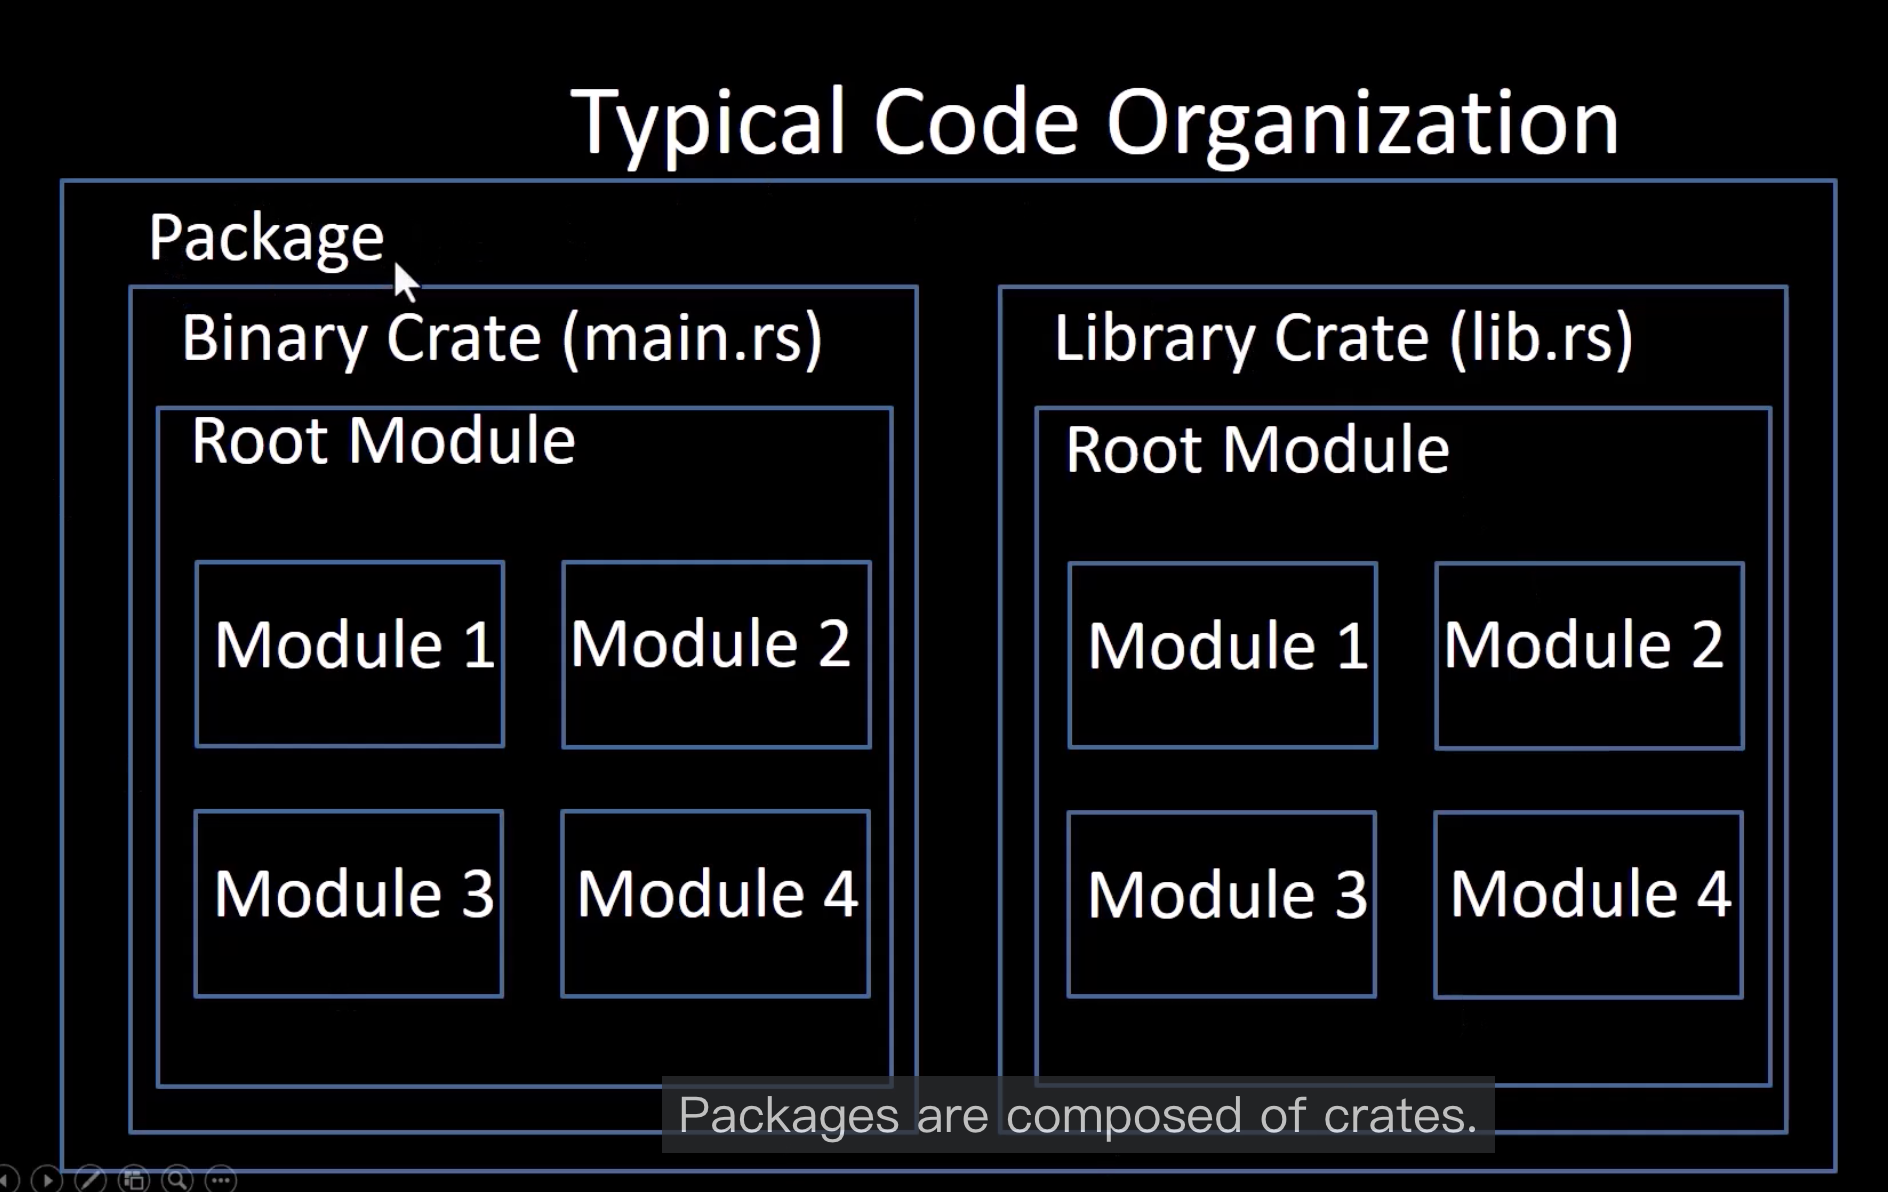 Typical Code Organization
Package
Binary Crate (main.rs)
Root Module
Module 1
Module 2
Module 3
Module 4
Library Crate (lib.rs)
Root Module
Module 1
Module 2
Module 3
Module 4
Packages are composed of crates.